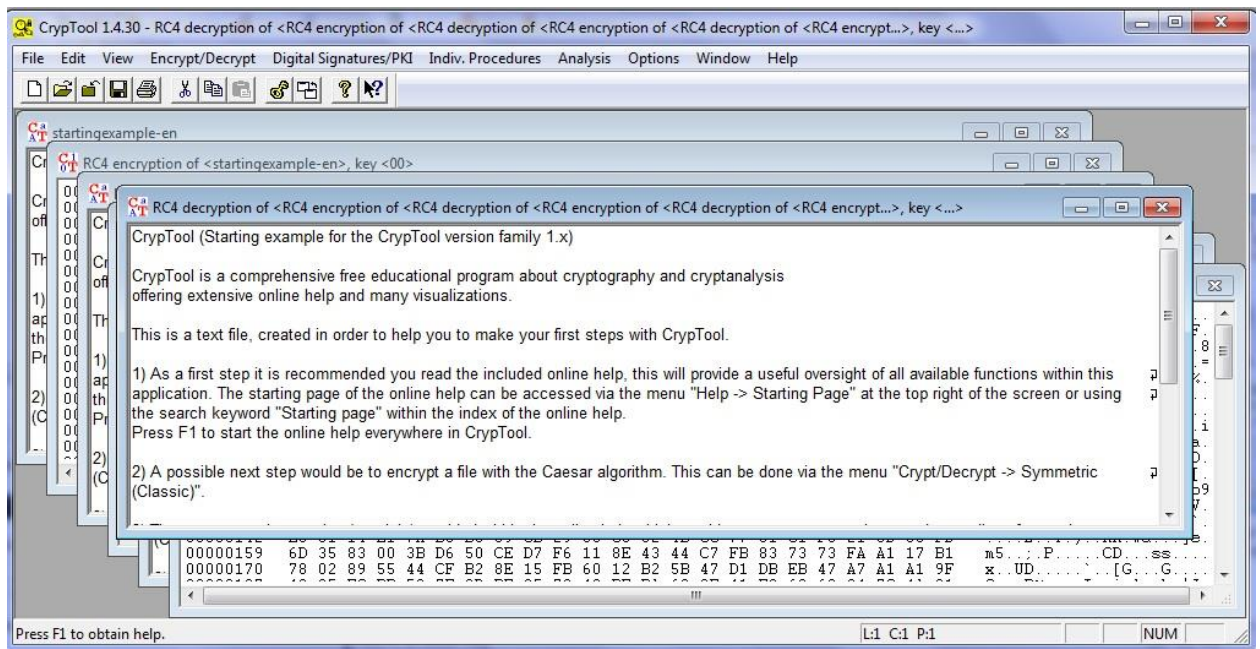 CrypTool 1.4.30 - RC4 decryption of <RC4 encryption of <RC4 decryption of <RC4 encryption of <RC4 decryption of <RC4 encrypt...>, key <...>
File Edit View Encrypt/Decrypt Digital Signatures/PKI Indiv. Procedures Analysis Options Window Help
startingexample-en
RC4 encryption of <startingexample-en>, key <00>
RC4 decryption of <RC4 encryption of <RC4 decryption of <RC4 encryption of <RC4 decryption of <RC4 encrypt...>, key <...>
CrypTool (Starting example for the CrypTool version family 1.x)
CrypTool is a comprehensive free educational program about cryptography and cryptanalysis
offering extensive online help and many visualizations.
This is a text file, created in order to help you to make your first steps with CrypTool.
1) As a first step it is recommended you read the included online help, this will provide a useful oversight of all available functions within this
application. The starting page of the online help can be accessed via the menu "Help -> Starting Page" at the top right of the screen or using
the search keyword "Starting page" within the index of the online help.
Press F1 to start the online help everywhere in CrypTool.
2) A possible next step would be to encrypt a file with the Caesar algorithm. This can be done via the menu "Crypt/Decrypt -> Symmetric
(Classic)".
00000159 6D 35 83 00 3B D6 50 CE D7 F6 11 8E 43 44 C7 FB 83 73 73 FA A1 17 B1 m5..;.P.....CD...ss....
00000170 78 02 89 55 44 CF B2 8E 15 FB 60 12 B2 5B 47 D1 DB EB 47 A7 A1 A1 9F x..UD.....`..[G...G....
Press F1 to obtain help.
L:1 C:1 P:1
NUM